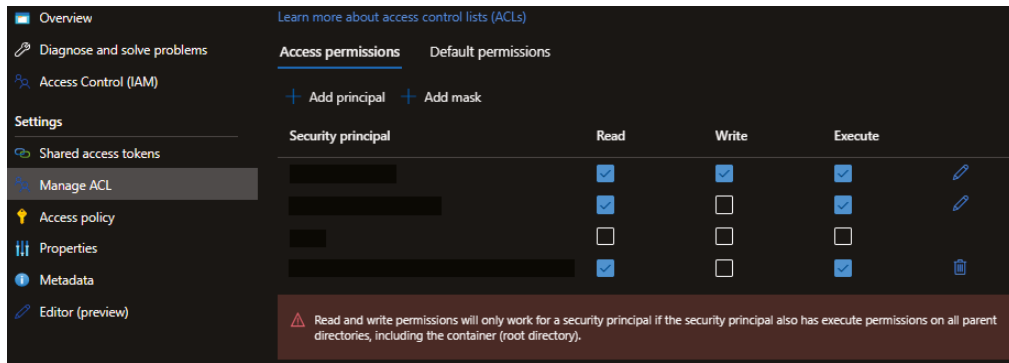 Overview
Diagnose and solve problems
Access Control (IAM)
Settings
Shared access tokens
Manage ACL
Access policy
Properties
Metadata
Editor (preview)
Learn more about access control lists (ACLs)
Access permissions Default permissions
Add principal Add mask
Security principal Read Write Execute
Read and write permissions will only work for a security principal if the security principal also has execute permissions on all parent
directories, including the container (root directory).